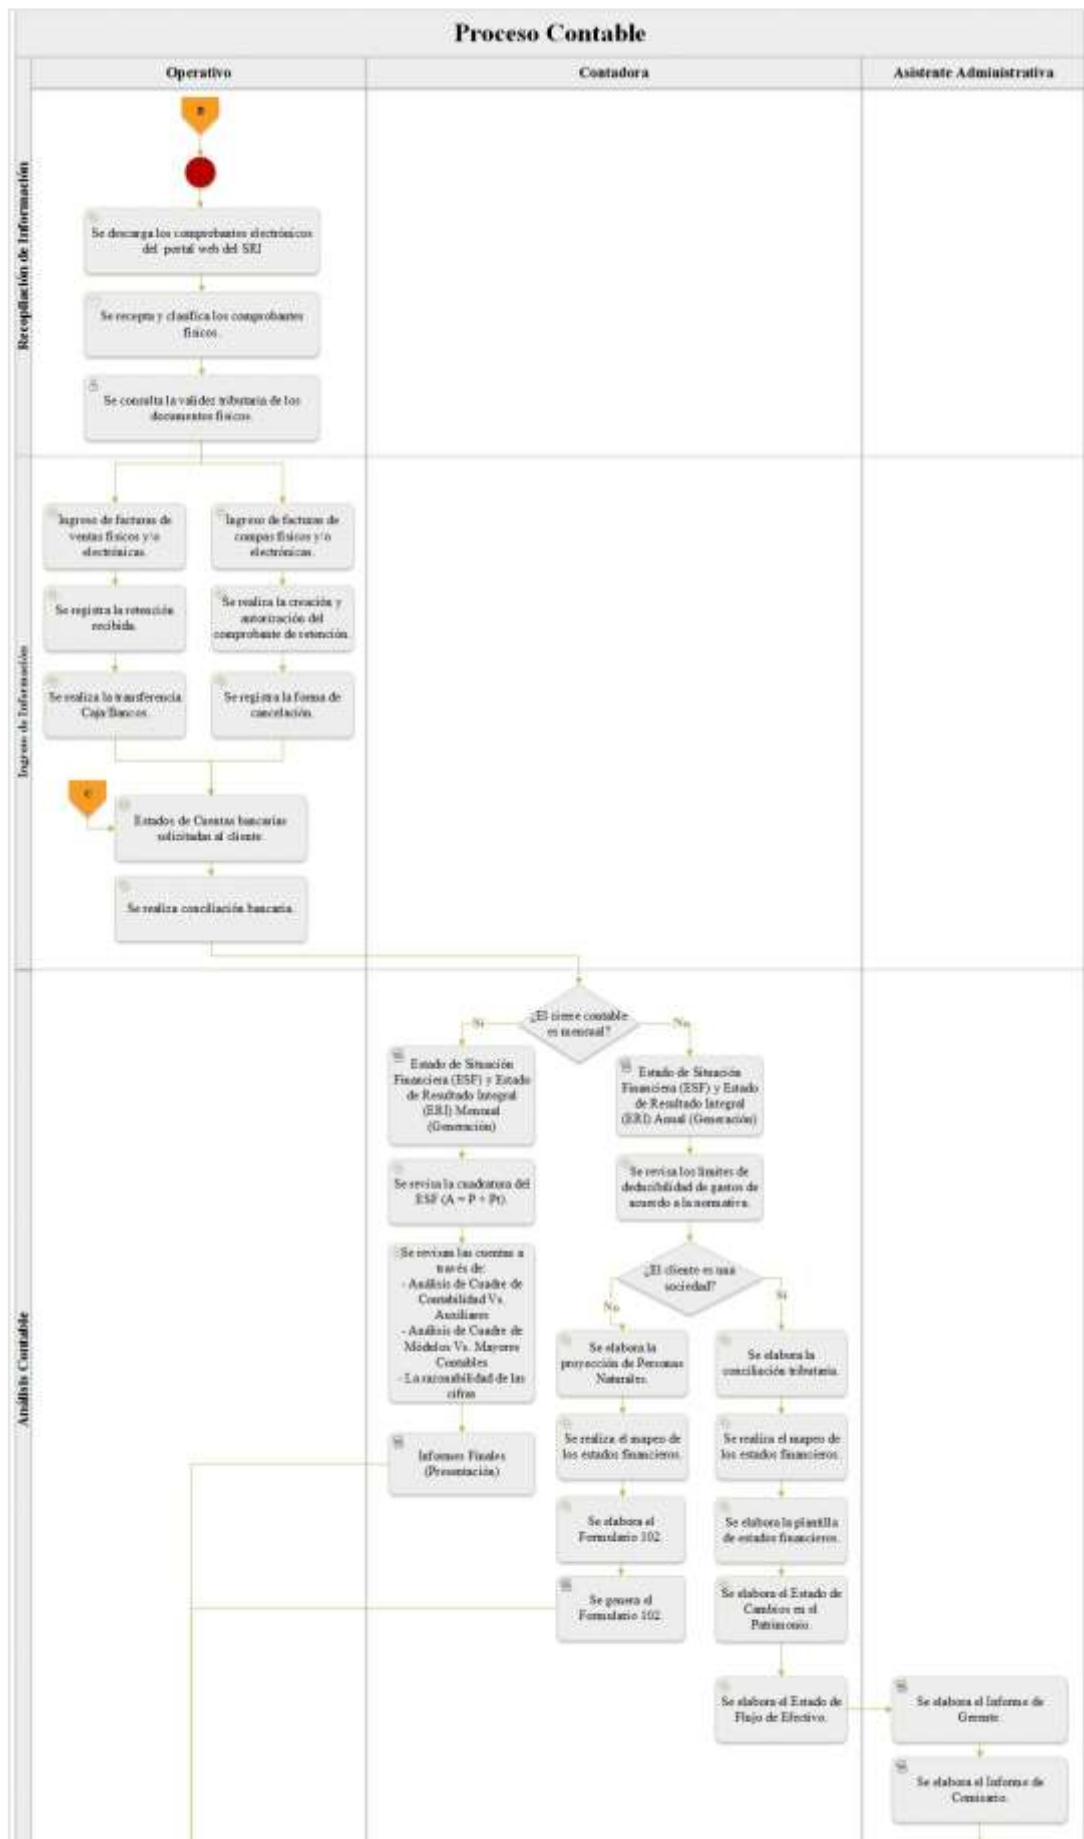 Proceso Contable
Operativo
Contadora
Asistente Administrativa
Recopilación de Información
B
Se descarga los comprobantes electrónicos
del portal web del SRI
Se recepta y clasifica los comprobantes
físicos.
Se consulta la validez tributaria de los
documentos físicos.
Ingreso de Información
Ingreso de facturas de
ventas físicos y/o
electrónicas.
Ingreso de facturas de
compas físicos y/o
electrónicas.
Se registra la retención
recibida.
Se realiza la creación y
autorización del
comprobante de retención.
Se realiza la transferencia
Caja/Bancos.
Se registra la forma de
cancelación.
C
Estados de Cuentas bancarias
solicitadas al cliente.
Se realiza conciliación bancaria.
Análisis Contable
¿El cierre contable
es mensual?
Si
No
Estado de Situación
Financiera (ESF) y Estado
de Resultado Integral
(ERI) Mensual
(Generación)
Estado de Situación
Financiera (ESF) y Estado
de Resultado Integral
(ERI) Anual (Generación)
Se revisa la cuadratura del
ESF (A = P + Pt).
Se revisa los límites de
deducibilidad de gastos de
acuerdo a la normativa.
Se revisan las cuentas a
través de:
- Análisis de Cuadre de
Contabilidad Vs.
Auxiliares
- Análisis de Cuadre de
Módulos Vs. Mayores
Contables
- La razonabilidad de las
cifras
¿El cliente es una
sociedad?
No
Si
Se elabora la
proyección de Personas
Naturales.
Se elabora la
conciliación tributaria.
Informes Finales
(Presentación)
Se realiza el mapeo de
los estados financieros.
Se realiza el mapeo de
los estados financieros.
Se elabora el
Formulario 102
Se elabora la plantilla
de estados financieros.
Se genera el
Formulario 102
Se elabora el Estado de
Cambios en el
Patrimonio.
Se elabora el Estado de
Flujo de Efectivo.
Se elabora el Informe de
Gerente.
Se elabora el Informe de
Comisario.